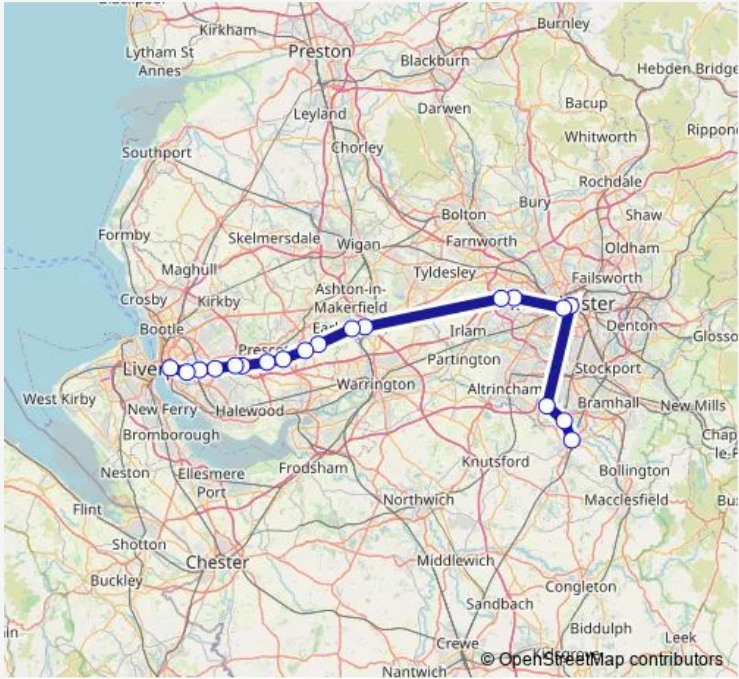 Kirkham
Burnley
Lytham St
Annes
Preston
Blackburn
Hebden Bridge
Leyland
Darwen
Bacup
Whitworth
Southport
Chorley
Rochdale
Bury
Bolton
Shaw
Formby
Skelmersdale
Wigan
Farnworth
Oldham
Maghull
Tyldesley
Failsworth
Crosby
Kirkby
Ashton-in-
Makerfield
Bootle
Irlam
Denton
Partington
Stockport
Warrington
Altrincham
West Kirby
New Ferry
Halewood
Bramhall
New Mills
Bromborough
Neston
Ellesmere
Port
Frodsham
Knutsford
Bollington
Macclesfield
Flint
Northwich
Shotton
Chester
Buckley
Middlewich
Congleton
Sandbach
Biddulph
Leek
Crewe
Nantwich
© OpenStreetMap contributors